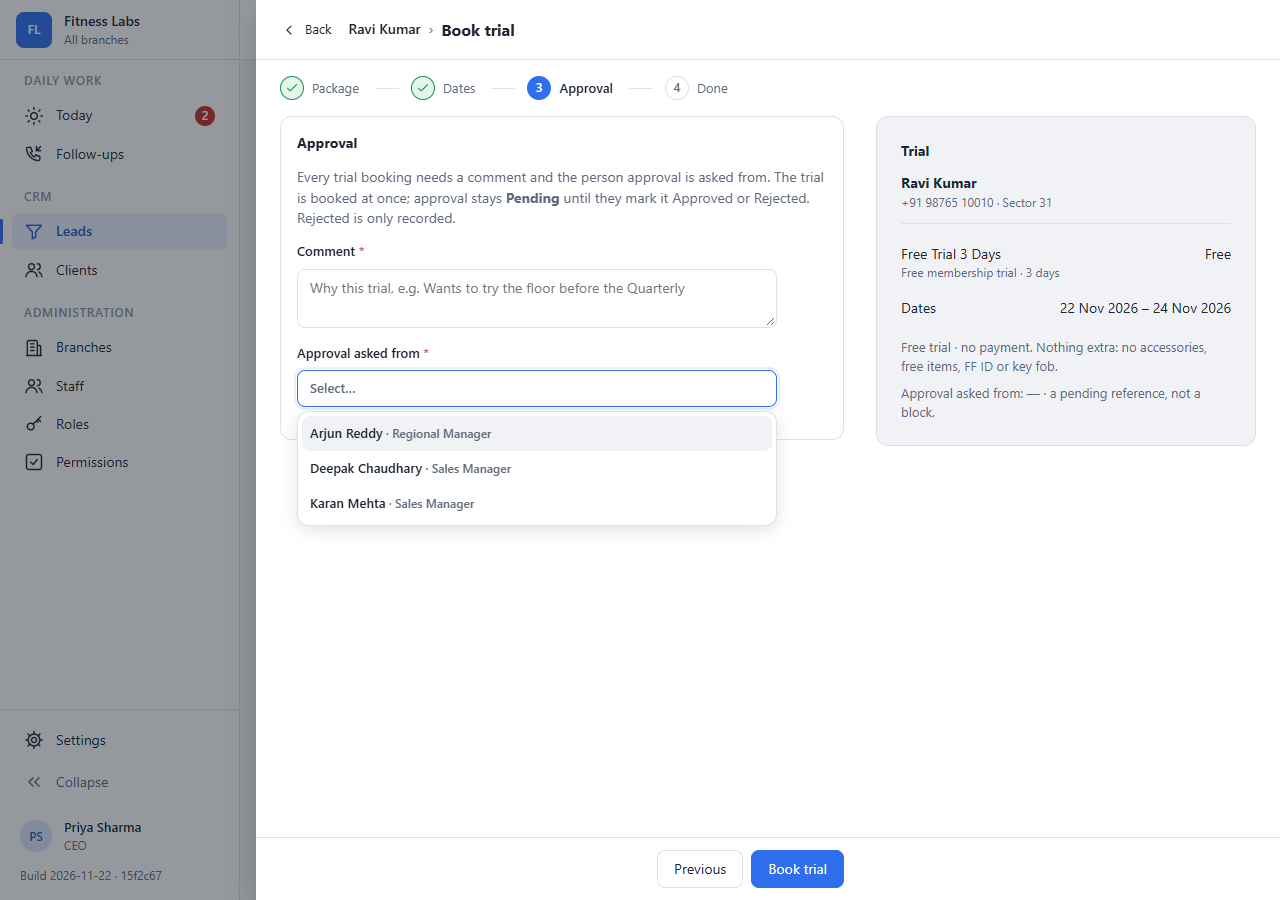 FL
Fitness Labs
All branches
DAILY WORK
Today
2
Follow-ups
CRM
Leads
Clients
ADMINISTRATION
Branches
Staff
Roles
Permissions
Settings
Collapse
PS
Priya Sharma
CEO
Build 2026-11-22 · 15f2c67
Back
Ravi Kumar › Book trial
Package
Dates
3 Approval
4 Done
Approval
Every trial booking needs a comment and the person approval is asked from. The trial
is booked at once; approval stays Pending until they mark it Approved or Rejected.
Rejected is only recorded.
Comment *
Why this trial, e.g. Wants to try the floor before the Quarterly
Approval asked from *
Select...
Arjun Reddy · Regional Manager
Deepak Chaudhary · Sales Manager
Karan Mehta · Sales Manager
Trial
Ravi Kumar
+91 98765 10010 · Sector 31
Free Trial 3 Days Free
Free membership trial · 3 days
Dates 22 Nov 2026 – 24 Nov 2026
Free trial · no payment. Nothing extra: no accessories,
free items, FF ID or key fob.
Approval asked from: — · a pending reference, not a
block.
Previous
Book trial